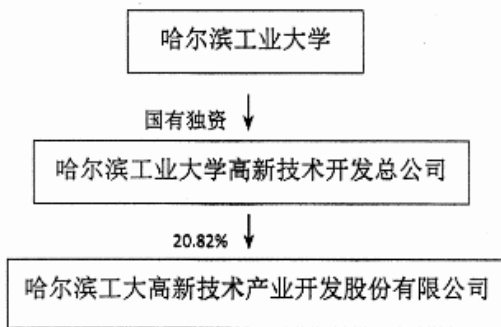 哈尔滨工业大学
国有独资
哈尔滨工业大学高新技术开发总公司
20.82%
哈尔滨工大高新技术产业开发股份有限公司